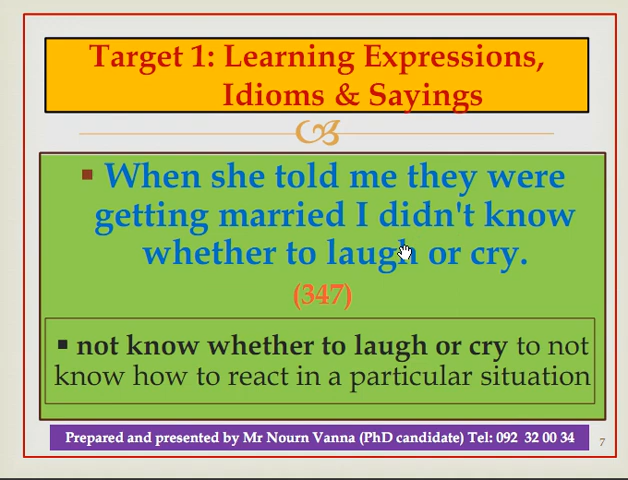 Target 1: Learning Expressions,
Idioms & Sayings
▪ When she told me they were
getting married I didn't know
whether to laugh or cry.
(347)
▪ not know whether to laugh or cry to not
know how to react in a particular situation
Prepared and presented by Mr Nourn Vanna (PhD candidate) Tel: 092 32 00 34
7